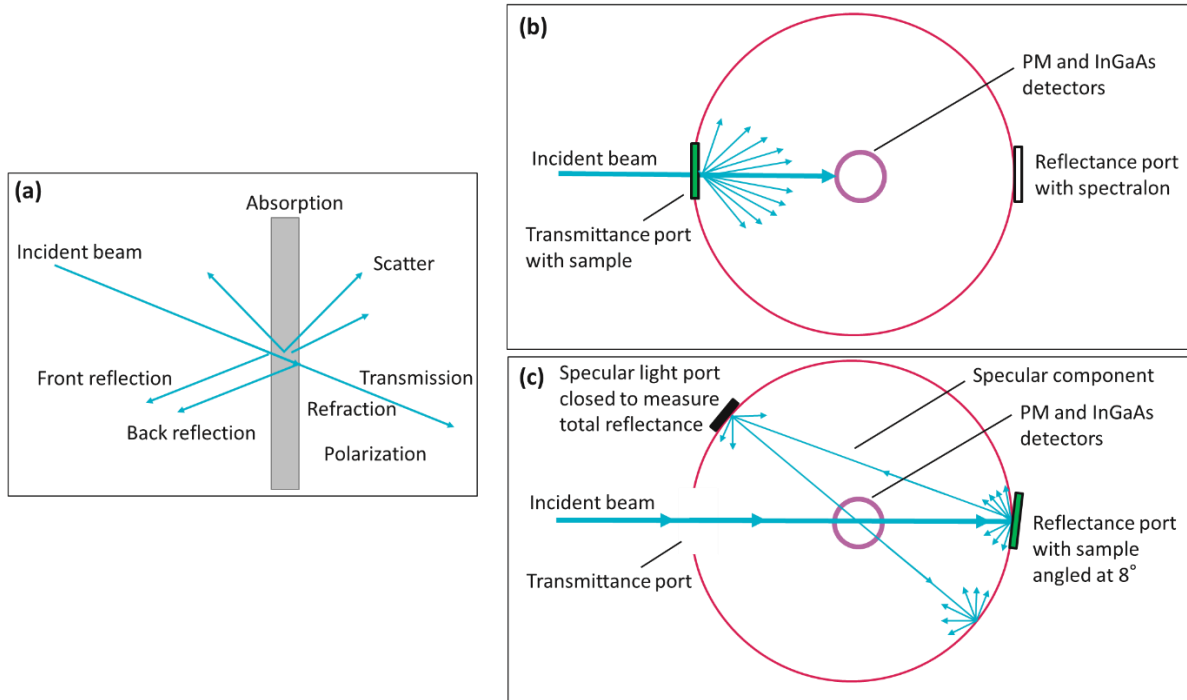 (a)
Absorption
Incident beam
Scatter
Front reflection
Transmission
Refraction
Back reflection
Polarization
(b)
PM and InGaAs
detectors
Incident beam
Reflectance port
with spectralon
Transmittance port
with sample
(c)
Specular light port
closed to measure
total reflectance
Specular component
PM and InGaAs
detectors
Incident beam
Reflectance port
with sample
angled at 8°
Transmittance port